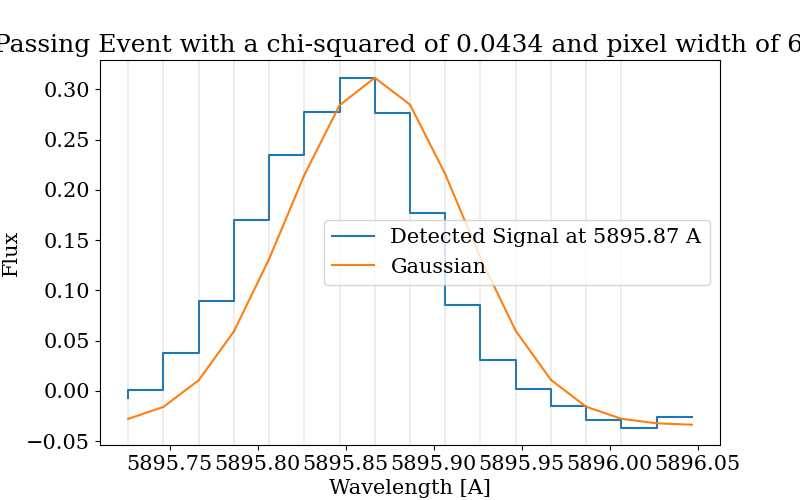 Passing Event with a chi-squared of 0.0434 and pixel width of 6
0.30
0.25
0.20
0.15
0.10
0.05
0.00
−0.05
Flux
Detected Signal at 5895.87 A
Gaussian
5895.75 5895.80 5895.85 5895.90 5895.95 5896.00 5896.05
Wavelength [A]